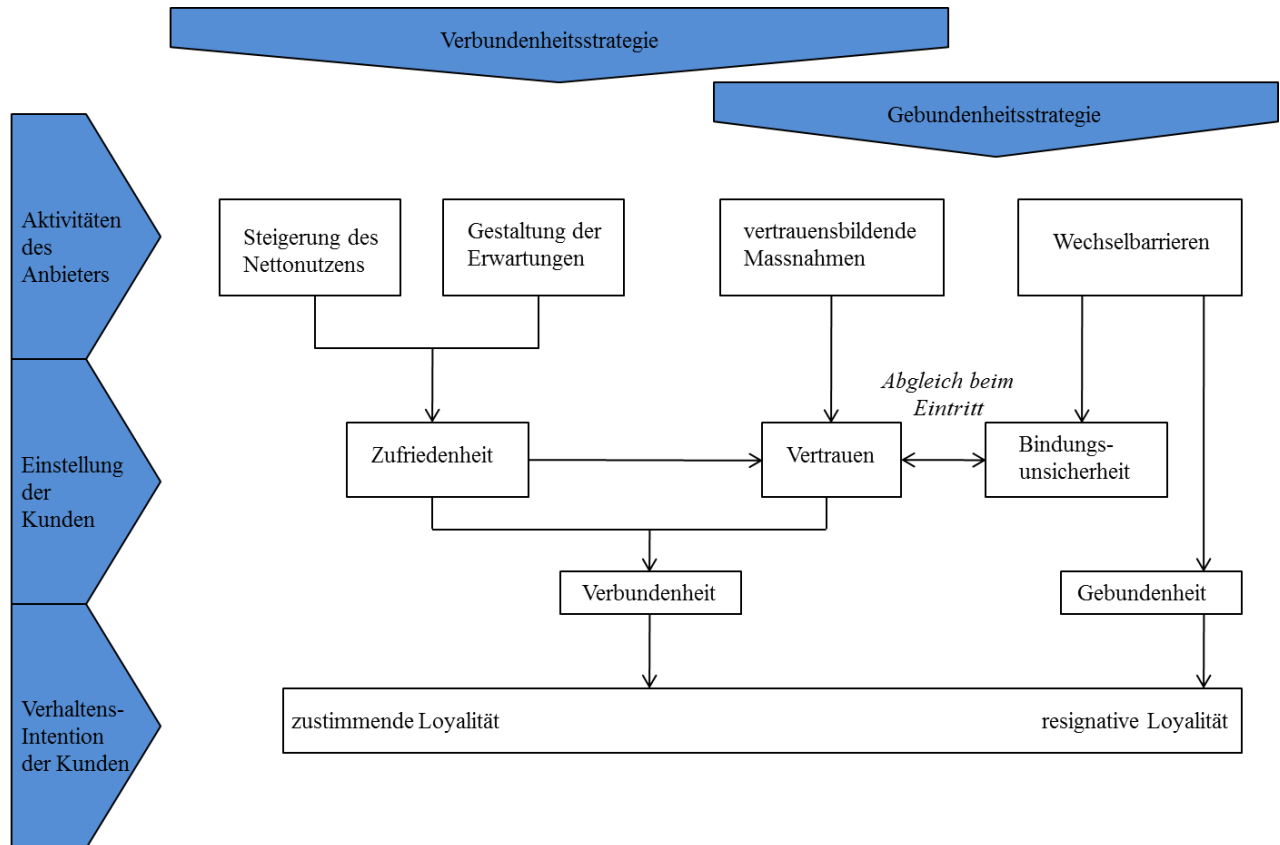 Verbundenheitsstrategie
Gebundenheitsstrategie
Aktivitäten
des
Anbieters
Steigerung des
Nettonutzens
Gestaltung der
Erwartungen
vertrauensbildende
Massnahmen
Wechselbarrieren
Einstellung
der
Kunden
Abgleich beim
Eintritt
Zufriedenheit
Vertrauen
Bindungs-
unsicherheit
Verbundenheit
Gebundenheit
Verhaltens-
Intention
der Kunden
zustimmende Loyalität
resignative Loyalität